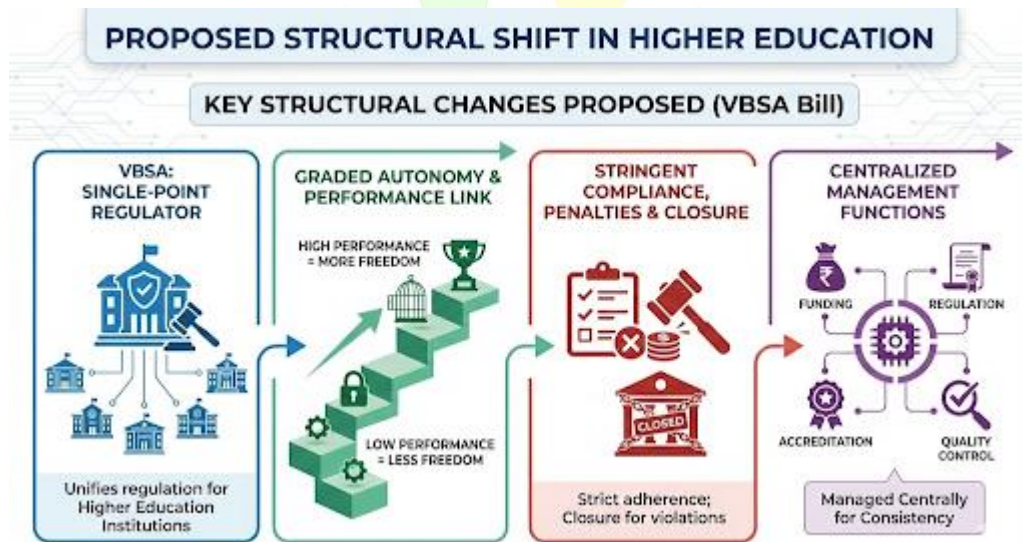 PROPOSED STRUCTURAL SHIFT IN HIGHER EDUCATION
KEY STRUCTURAL CHANGES PROPOSED (VBSA Bill)
VBSA:
SINGLE-POINT
REGULATOR
Unifies regulation for
Higher Education
Institutions
GRADED AUTONOMY &
PERFORMANCE LINK
HIGH PERFORMANCE
= MORE FREEDOM
LOW PERFORMANCE
= LESS FREEDOM
STRINGENT
COMPLIANCE,
PENALTIES & CLOSURE
CLOSED
Strict adherence;
Closure for violations
CENTRALIZED
MANAGEMENT
FUNCTIONS
₹
FUNDING
REGULATION
ACCREDITATION
QUALITY
CONTROL
Managed Centrally
for Consistency